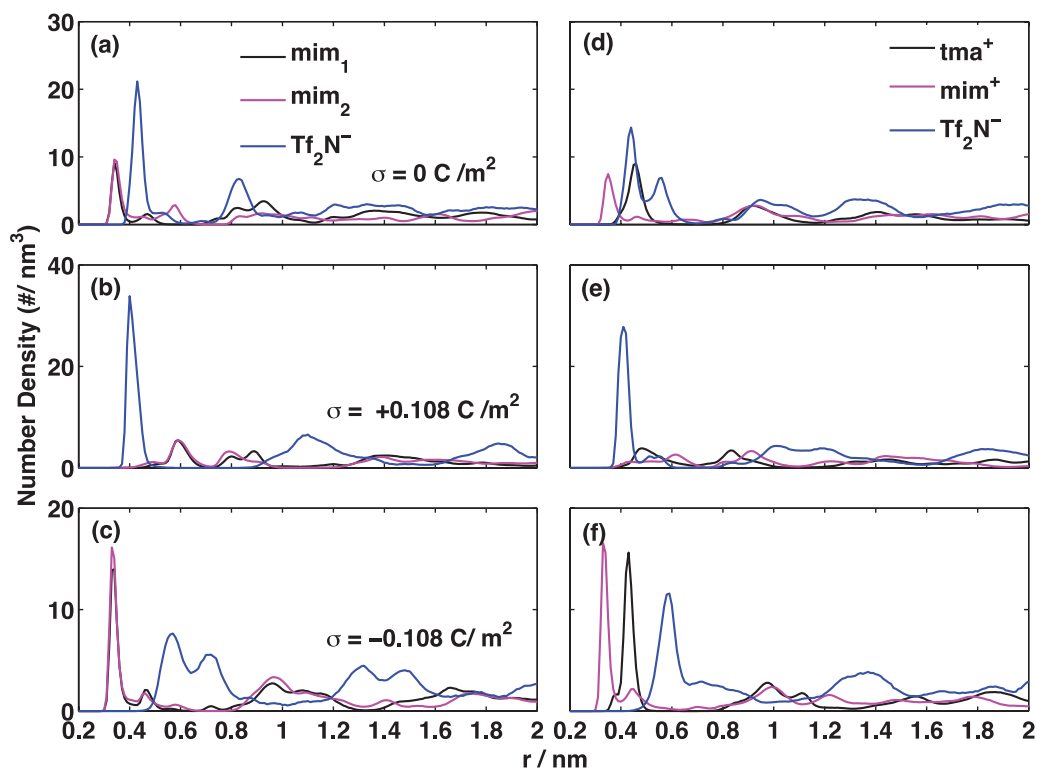 Number Density (#/ nm³)
30
20
10
0
(a)
mim₁
mim₂
Tf₂N⁻
σ = 0 C /m²
(d)
tma⁺
mim⁺
Tf₂N⁻
40
20
0
(b)
σ = +0.108 C /m²
(e)
20
10
0
(c)
σ = −0.108 C/ m²
(f)
0.2 0.4 0.6 0.8 1 1.2 1.4 1.6 1.8 2
0.2 0.4 0.6 0.8 1 1.2 1.4 1.6 1.8 2
r / nm